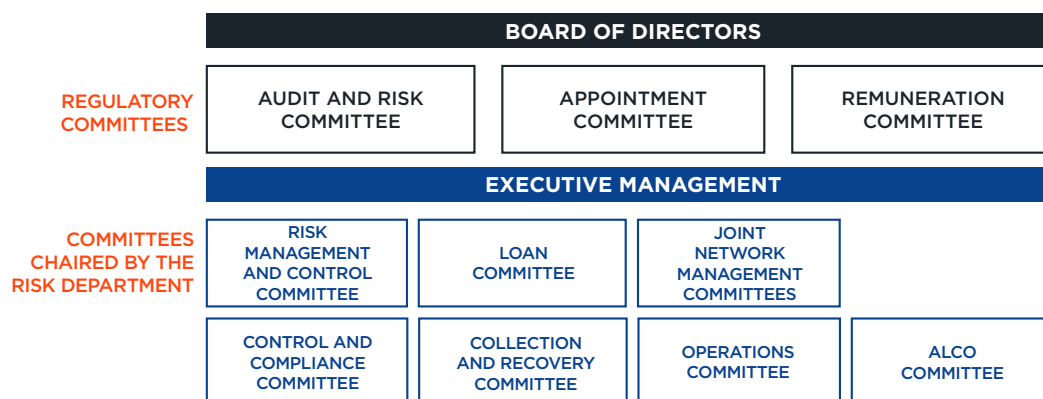 BOARD OF DIRECTORS
REGULATORY
COMMITTEES
AUDIT AND RISK
COMMITTEE
APPOINTMENT
COMMITTEE
REMUNERATION
COMMITTEE
EXECUTIVE MANAGEMENT
COMMITTEES
CHAIRED BY THE
RISK DEPARTMENT
RISK
MANAGEMENT
AND CONTROL
COMMITTEE
LOAN
COMMITTEE
JOINT
NETWORK
MANAGEMENT
COMMITTEES
CONTROL AND
COMPLIANCE
COMMITTEE
COLLECTION
AND RECOVERY
COMMITTEE
OPERATIONS
COMMITTEE
ALCO
COMMITTEE